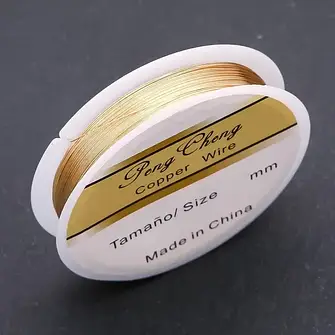 Peng Cheng
Copper Wire
Tamaño/ Size mm
Made in China